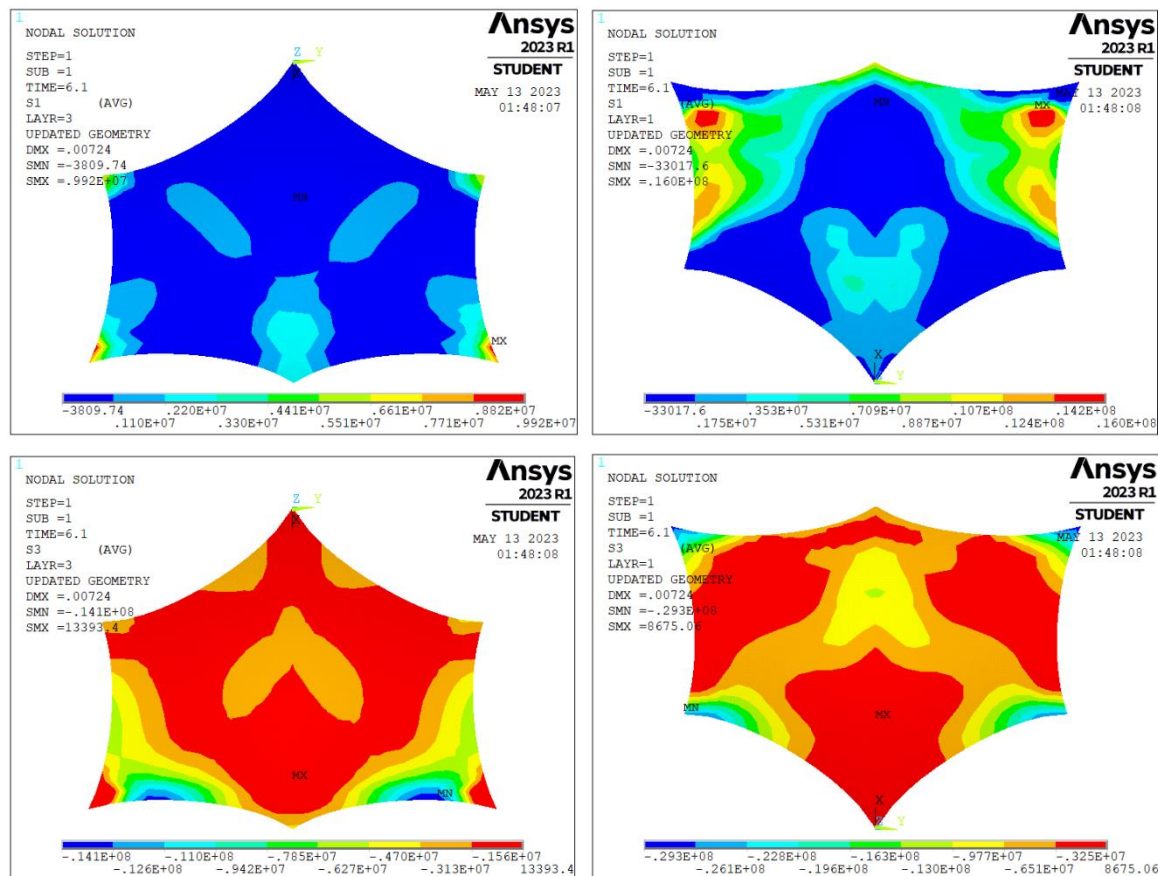 1
NODAL SOLUTION
STEP=1
SUB =1
TIME=6.1
S1 (AVG)
LAYR=3
UPDATED GEOMETRY
DMX =.00724
SMN =-3809.74
SMX =.992E+07
Ansys
2023 R1
STUDENT
MAY 13 2023
01:48:07
Z Y
X
MN
MX
-3809.74 .220E+07 .441E+07 .661E+07 .882E+07
.110E+07 .330E+07 .551E+07 .771E+07 .992E+07
1
NODAL SOLUTION
STEP=1
SUB =1
TIME=6.1
S1 (AVG)
LAYR=1
UPDATED GEOMETRY
DMX =.00724
SMN =-33017.6
SMX =.160E+08
Ansys
2023 R1
STUDENT
MAY 13 2023
01:48:08
MN
MX
X
Y
-33017.6 .353E+07 .709E+07 .107E+08 .142E+08
.175E+07 .531E+07 .887E+07 .124E+08 .160E+08
1
NODAL SOLUTION
STEP=1
SUB =1
TIME=6.1
S3 (AVG)
LAYR=3
UPDATED GEOMETRY
DMX =.00724
SMN =-.141E+08
SMX =13393.4
Ansys
2023 R1
STUDENT
MAY 13 2023
01:48:08
Z Y
X
MX
MN
-.141E+08 -.110E+08 -.785E+07 -.470E+07 -.156E+07
-.126E+08 -.942E+07 -.627E+07 -.313E+07 13393.4
1
NODAL SOLUTION
STEP=1
SUB =1
TIME=6.1
S3 (AVG)
LAYR=1
UPDATED GEOMETRY
DMX =.00724
SMN =-.293E+08
SMX =8675.06
Ansys
2023 R1
STUDENT
MAY 13 2023
01:48:08
MN
MX
X
Z Y
-.293E+08 -.228E+08 -.163E+08 -.977E+07 -.325E+07
-.261E+08 -.196E+08 -.130E+08 -.651E+07 8675.06